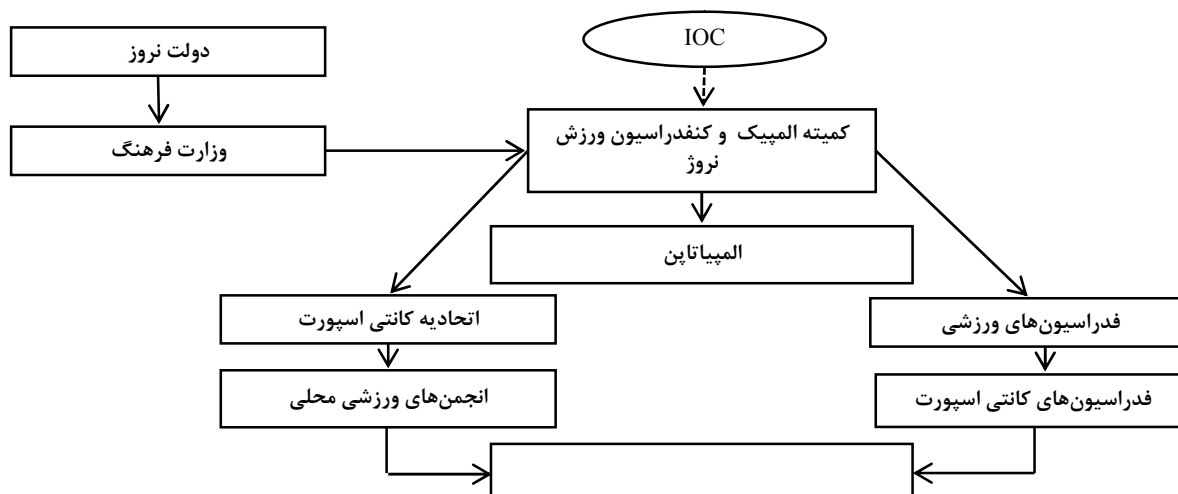 IOC
دولت نروز
کمیته المپیک و کنفدراسیون ورزش
نروژ
وزارت فرهنگ
المپیاتاپن
اتحادیه کانتی اسپورت
فدراسیون‌های ورزشی
انجمن‌های ورزشی محلی
فدراسیون‌های کانتی اسپورت